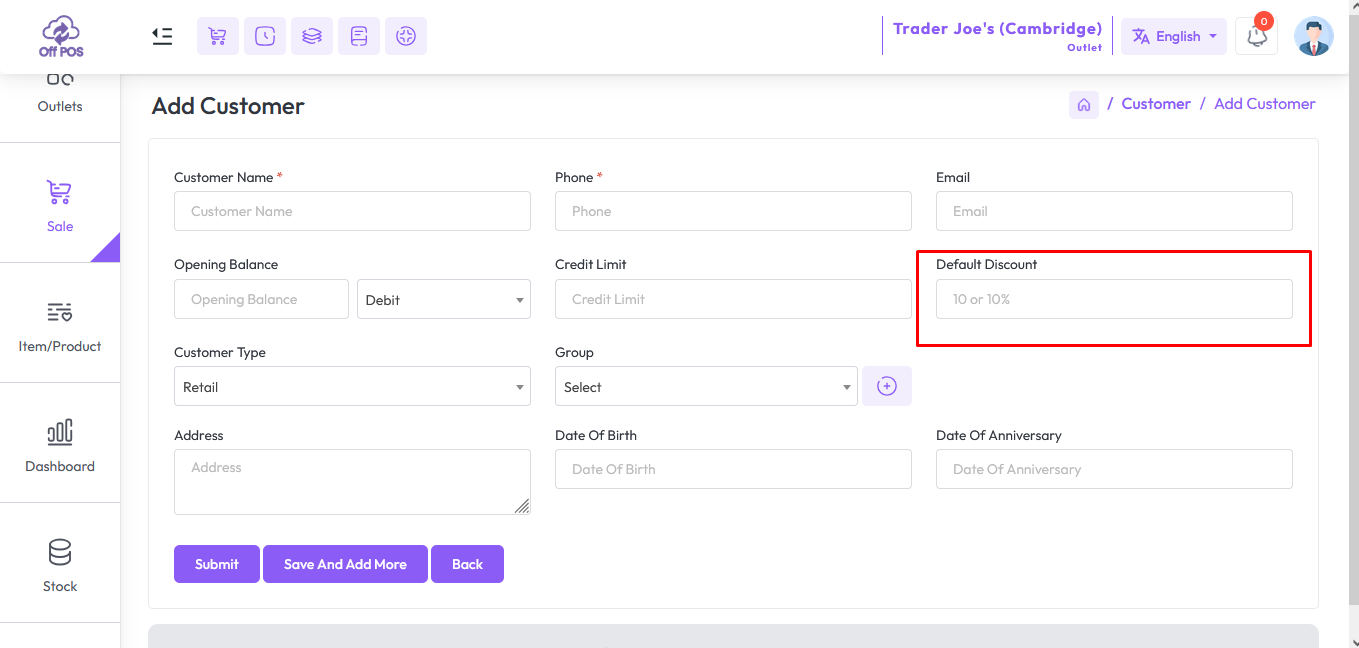 Off POS
Trader Joe's (Cambridge)
Outlet
English
0
Outlets
Sale
Item/Product
Dashboard
Stock
Add Customer
/ Customer / Add Customer
Customer Name *
Customer Name
Phone *
Phone
Email
Email
Opening Balance
Opening Balance
Debit
Credit Limit
Credit Limit
Default Discount
10 or 10%
Customer Type
Retail
Group
Select
Address
Address
Date Of Birth
Date Of Birth
Date Of Anniversary
Date Of Anniversary
Submit
Save And Add More
Back